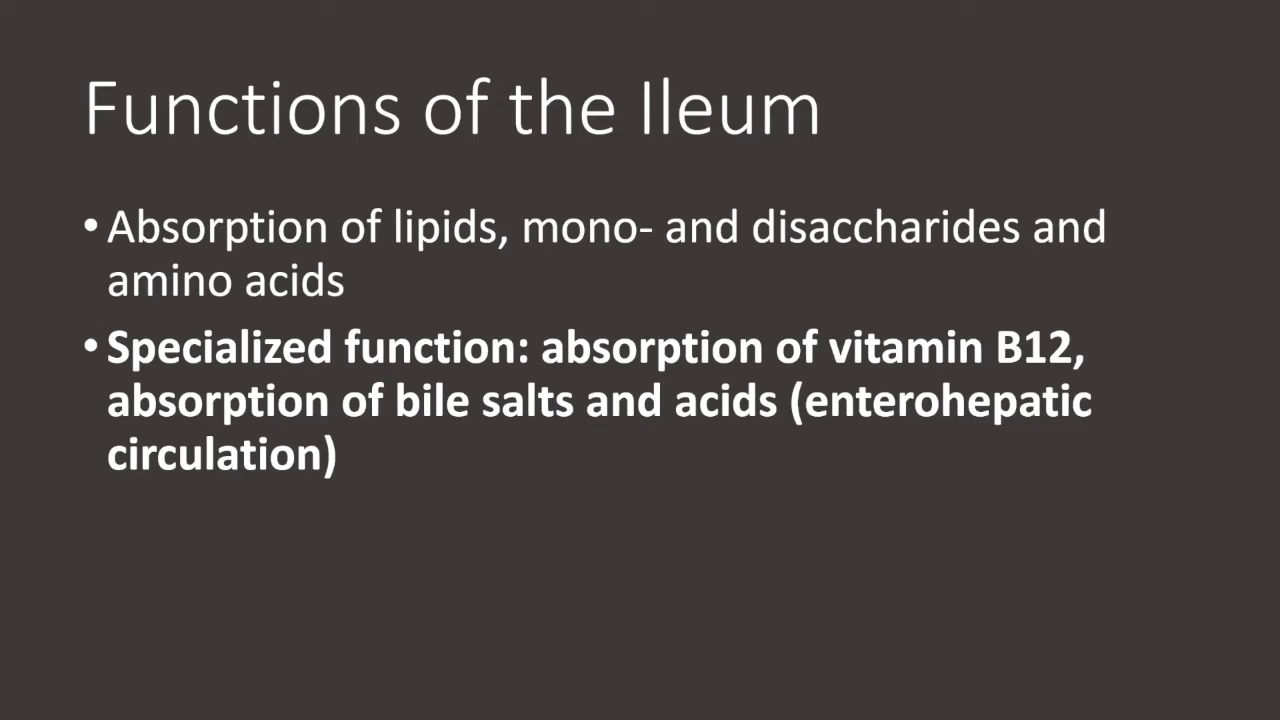 Functions of the Ileum
• Absorption of lipids, mono- and disaccharides and
amino acids
• Specialized function: absorption of vitamin B12,
absorption of bile salts and acids (enterohepatic
circulation)